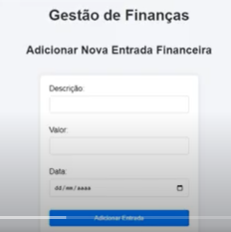 Gestão de Finanças
Adicionar Nova Entrada Financeira
Descrição:
Valor:
Data:
dd/mm/aaaa
Adicionar Entrada